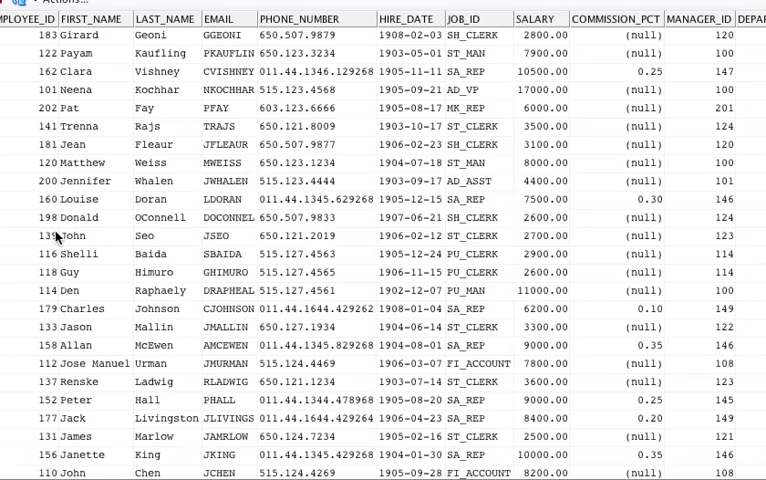 Actions...
MPLOYEE_ID FIRST_NAME LAST_NAME EMAIL PHONE_NUMBER HIRE_DATE JOB_ID SALARY COMMISSION_PCT MANAGER_ID DEPAR
183 Girard Geoni GGEONI 650.507.9879 1908-02-03 SH_CLERK 2800.00 (null) 120
122 Payam Kaufling PKAUFLIN 650.123.3234 1903-05-01 ST_MAN 7900.00 (null) 100
162 Clara Vishney CVISHNEY 011.44.1346.129268 1905-11-11 SA_REP 10500.00 0.25 147
101 Neena Kochhar NKOCHHAR 515.123.4568 1905-09-21 AD_VP 17000.00 (null) 100
202 Pat Fay PFAY 603.123.6666 1905-08-17 MK_REP 6000.00 (null) 201
141 Trenna Rajs TRAJS 650.121.8009 1903-10-17 ST_CLERK 3500.00 (null) 124
181 Jean Fleaur JFLEAUR 650.507.9877 1906-02-23 SH_CLERK 3100.00 (null) 120
120 Matthew Weiss MWEISS 650.123.1234 1904-07-18 ST_MAN 8000.00 (null) 100
200 Jennifer Whalen JWHALEN 515.123.4444 1903-09-17 AD_ASST 4400.00 (null) 101
160 Louise Doran LDORAN 011.44.1345.629268 1905-12-15 SA_REP 7500.00 0.30 146
198 Donald OConnell DOCONNEL 650.507.9833 1907-06-21 SH_CLERK 2600.00 (null) 124
139 John Seo JSEO 650.121.2019 1906-02-12 ST_CLERK 2700.00 (null) 123
116 Shelli Baida SBAIDA 515.127.4563 1905-12-24 PU_CLERK 2900.00 (null) 114
118 Guy Himuro GHIMURO 515.127.4565 1906-11-15 PU_CLERK 2600.00 (null) 114
114 Den Raphaely DRAPHEAL 515.127.4561 1902-12-07 PU_MAN 11000.00 (null) 100
179 Charles Johnson CJOHNSON 011.44.1644.429262 1908-01-04 SA_REP 6200.00 0.10 149
133 Jason Mallin JMALLIN 650.127.1934 1904-06-14 ST_CLERK 3300.00 (null) 122
158 Allan McEwen AMCEWEN 011.44.1345.829268 1904-08-01 SA_REP 9000.00 0.35 146
112 Jose Manuel Urman JMURMAN 515.124.4469 1906-03-07 FI_ACCOUNT 7800.00 (null) 108
137 Renske Ladwig RLADWIG 650.121.1234 1903-07-14 ST_CLERK 3600.00 (null) 123
152 Peter Hall PHALL 011.44.1344.478968 1905-08-20 SA_REP 9000.00 0.25 145
177 Jack Livingston JLIVINGS 011.44.1644.429264 1906-04-23 SA_REP 8400.00 0.20 149
131 James Marlow JAMRLOW 650.124.7234 1905-02-16 ST_CLERK 2500.00 (null) 121
156 Janette King JKING 011.44.1345.429268 1904-01-30 SA_REP 10000.00 0.35 146
110 John Chen JCHEN 515.124.4269 1905-09-28 FI_ACCOUNT 8200.00 (null) 108